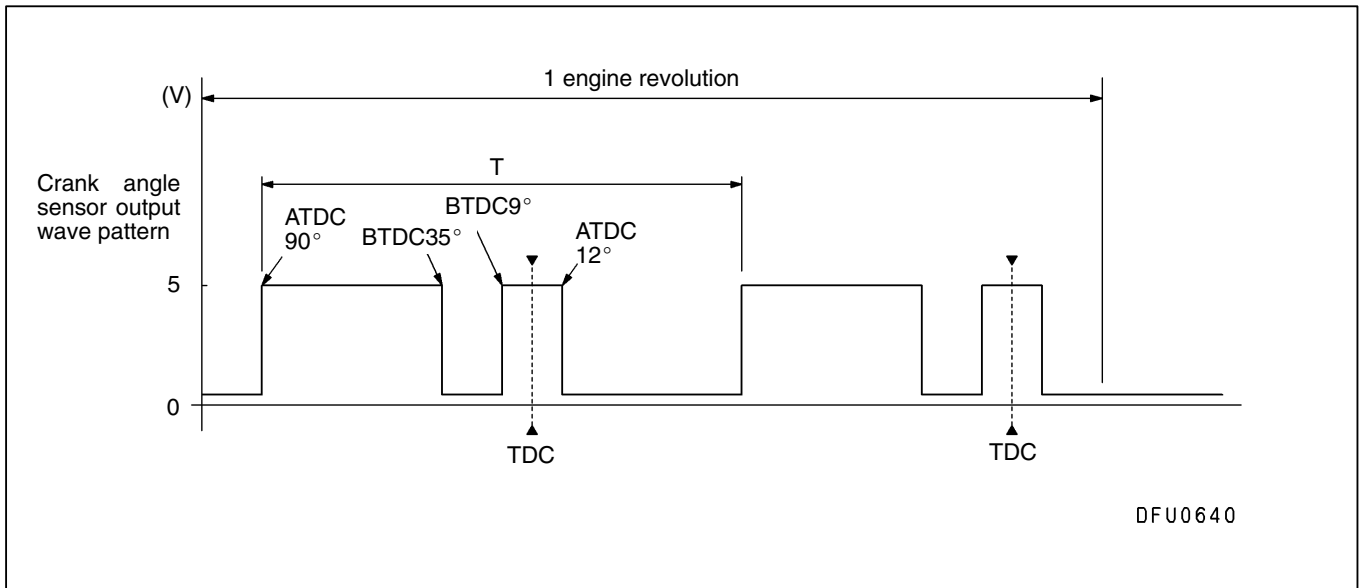 1 engine revolution
(V)
T
Crank angle
sensor output
wave pattern
ATDC
90°
BTDC35°
BTDC9°
ATDC
12°
5
0
TDC
TDC
DFU0640